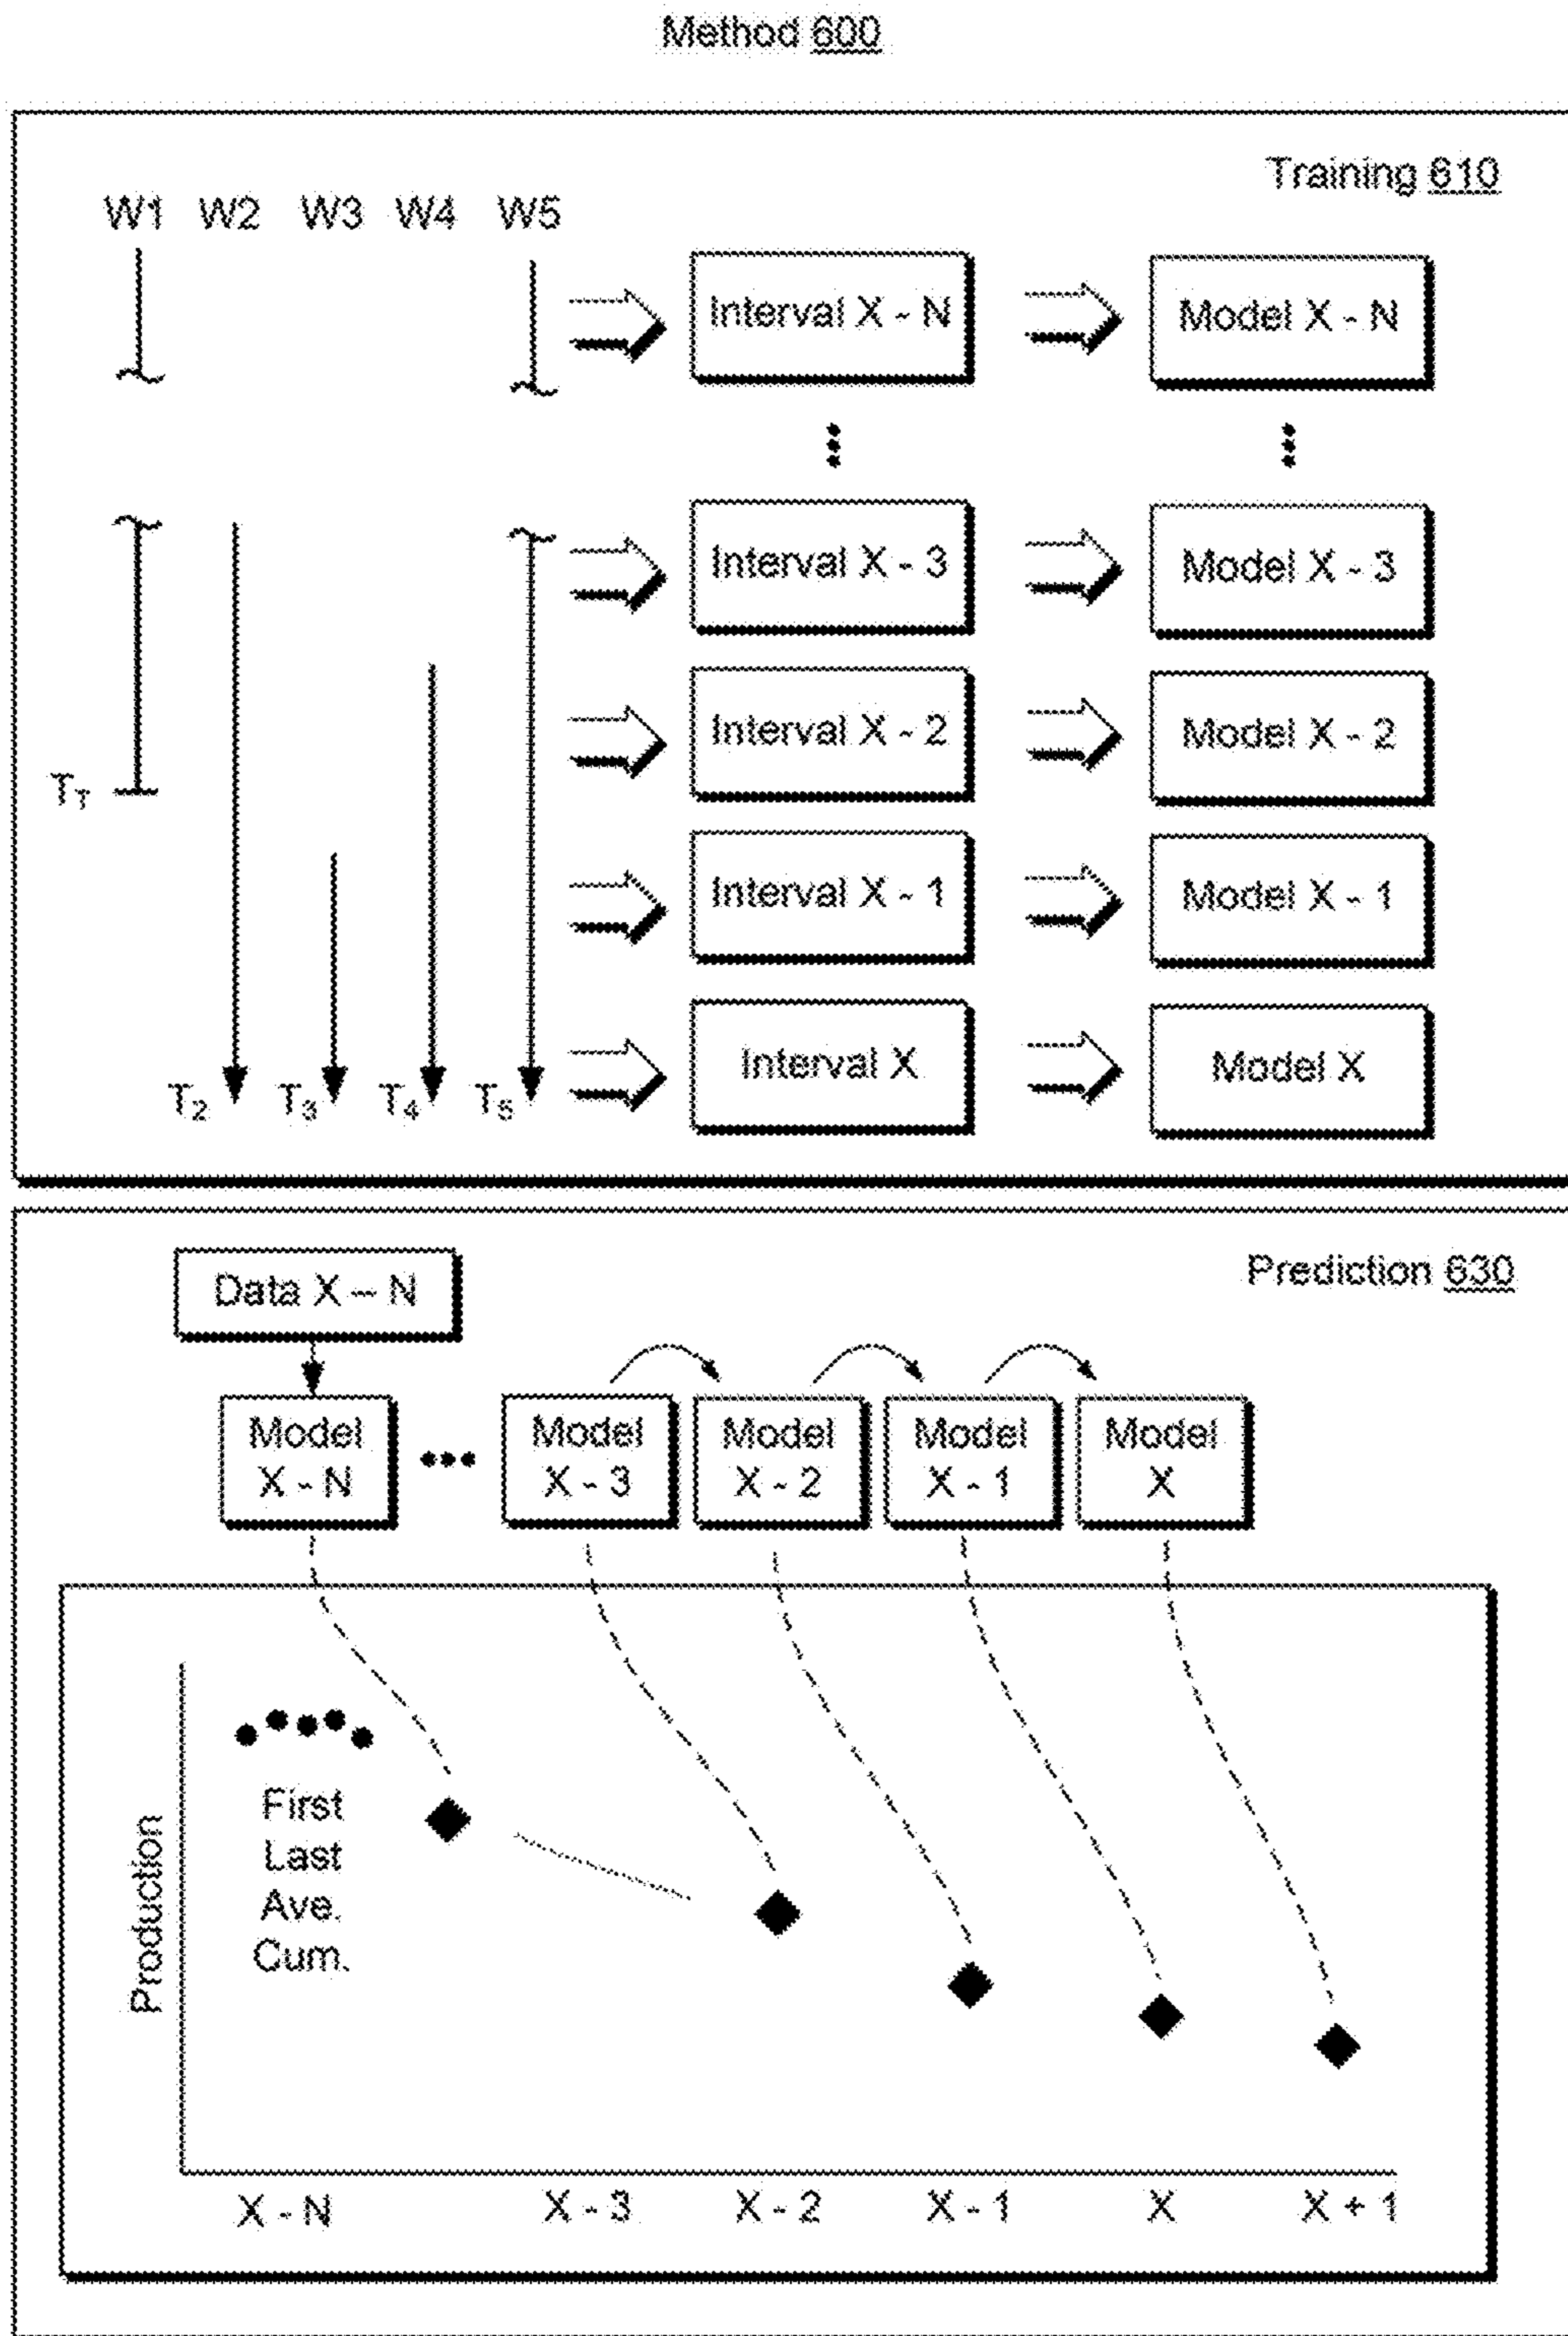 Method 600
Training 610
W1 W2 W3 W4 W5
Interval X - N
Model X - N
Interval X - 3
Model X - 3
Interval X - 2
Model X - 2
T_T
Interval X - 1
Model X - 1
Interval X
Model X
T₂ T₃ T₄ T₅
Prediction 630
Data X – N
Model X - N
Model X - 3
Model X - 2
Model X - 1
Model X
Production
First
Last
Ave.
Cum.
X - N X - 3 X - 2 X - 1 X X + 1